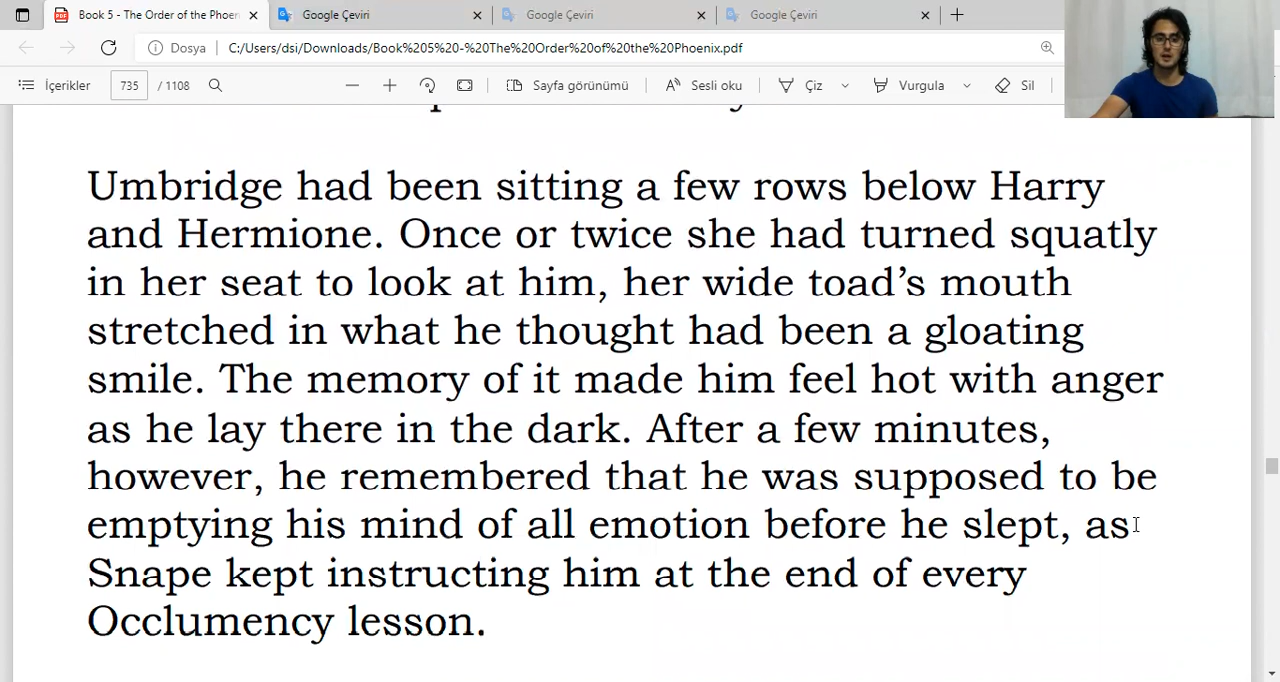 Book 5 - The Order of the Phoen
Google Çeviri
Google Çeviri
Google Çeviri
Dosya
C:/Users/dsi/Downloads/Book%205%20-%20The%20Order%20of%20the%20Phoenix.pdf
İçerikler
735
/ 1108
Sayfa görünümü
Sesli oku
Çiz
Vurgula
Sil
Umbridge had been sitting a few rows below Harry
and Hermione. Once or twice she had turned squatly
in her seat to look at him, her wide toad’s mouth
stretched in what he thought had been a gloating
smile. The memory of it made him feel hot with anger
as he lay there in the dark. After a few minutes,
however, he remembered that he was supposed to be
emptying his mind of all emotion before he slept, as
Snape kept instructing him at the end of every
Occlumency lesson.